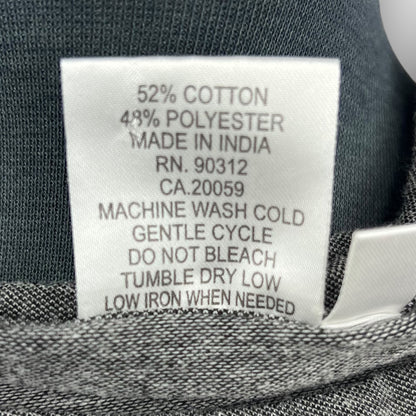 52% COTTON
48% POLYESTER
MADE IN INDIA
RN. 90312
CA.20059
MACHINE WASH COLD
GENTLE CYCLE
DO NOT BLEACH
TUMBLE DRY LOW
LOW IRON WHEN NEEDED